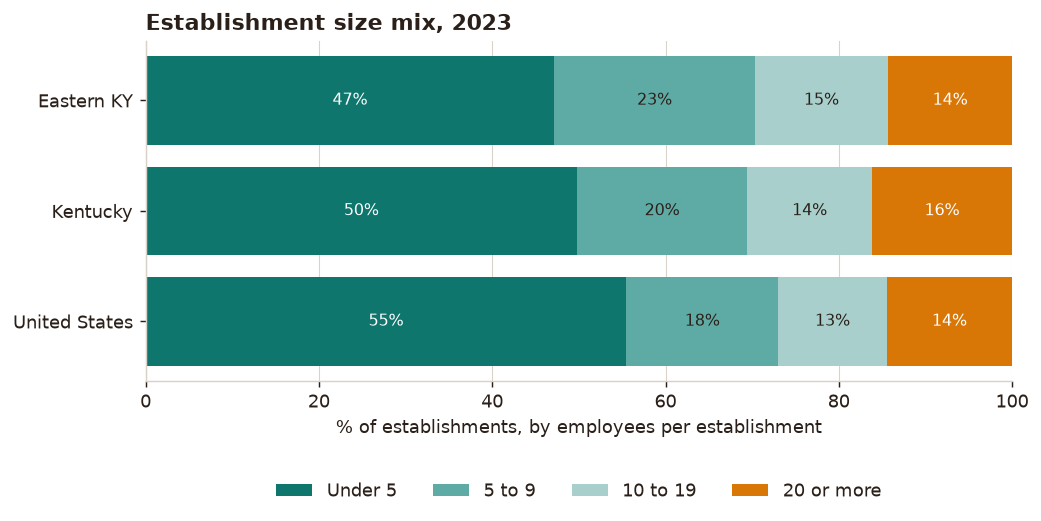 Establishment size mix, 2023
Eastern KY 47% 23% 15% 14%
Kentucky 50% 20% 14% 16%
United States 55% 18% 13% 14%
0 20 40 60 80 100
% of establishments, by employees per establishment
Under 5 5 to 9 10 to 19 20 or more